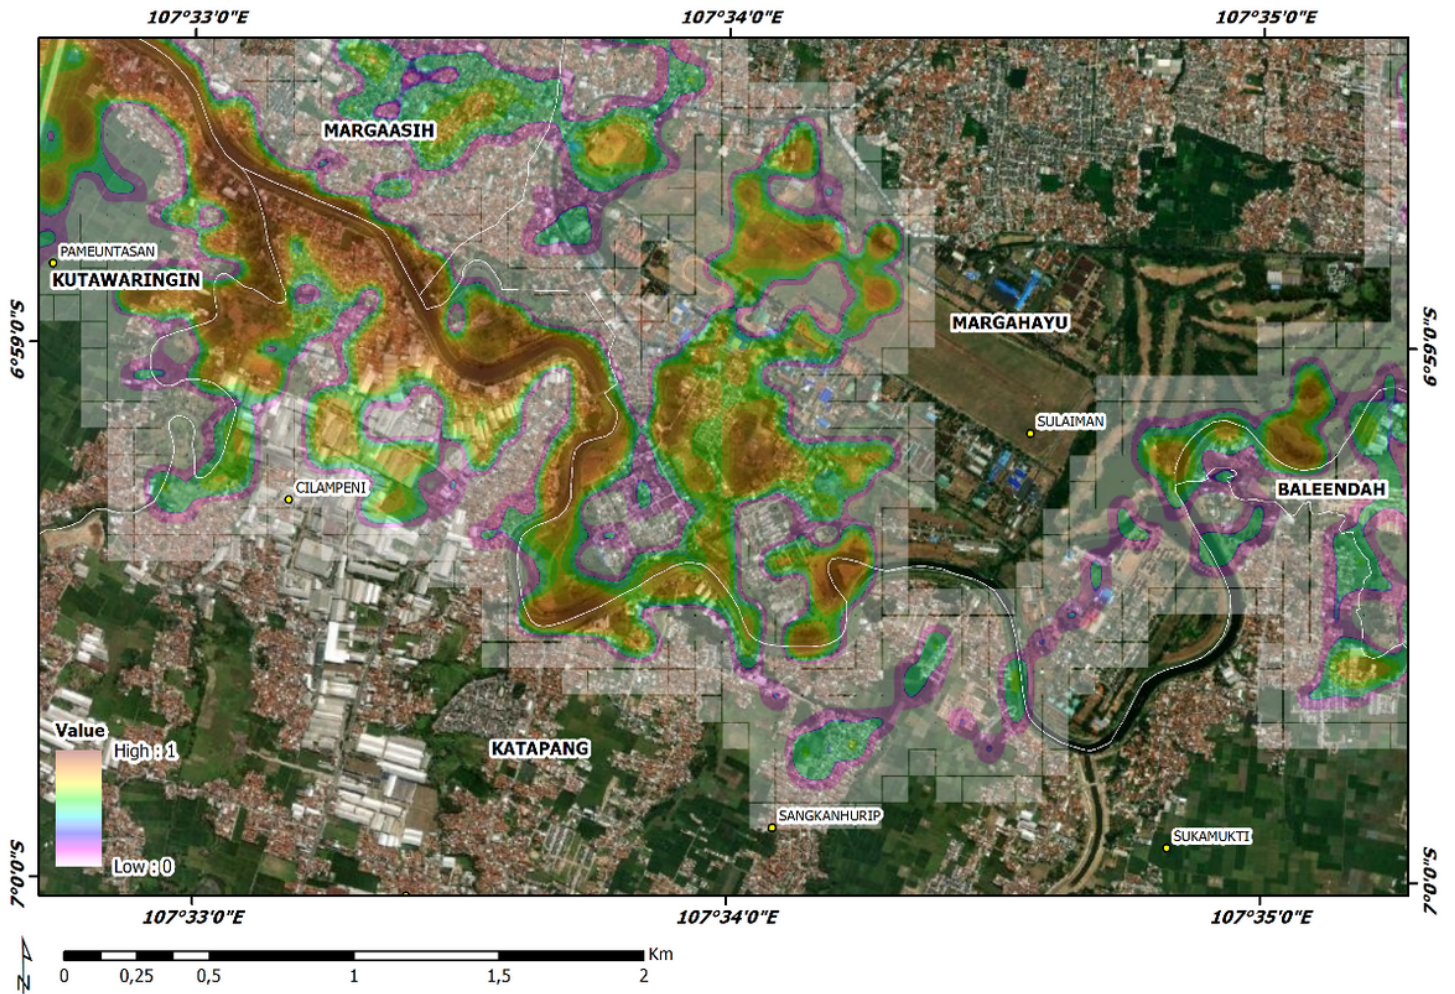 107°33'0"E
107°34'0"E
107°35'0"E
MARGAASIH
PAMEUNTASAN
KUTAWARINGIN
MARGAHAYU
6°59'0"S
6°59'0"S
SULAIMAN
CILAMPENI
BALEENDAH
Value
High : 1
Low : 0
KATAPANG
SANGKANHURIP
SUKAMUKTI
7°0'0"S
7°0'0"S
107°33'0"E
107°34'0"E
107°35'0"E
N
Km
0
0,25
0,5
1
1,5
2